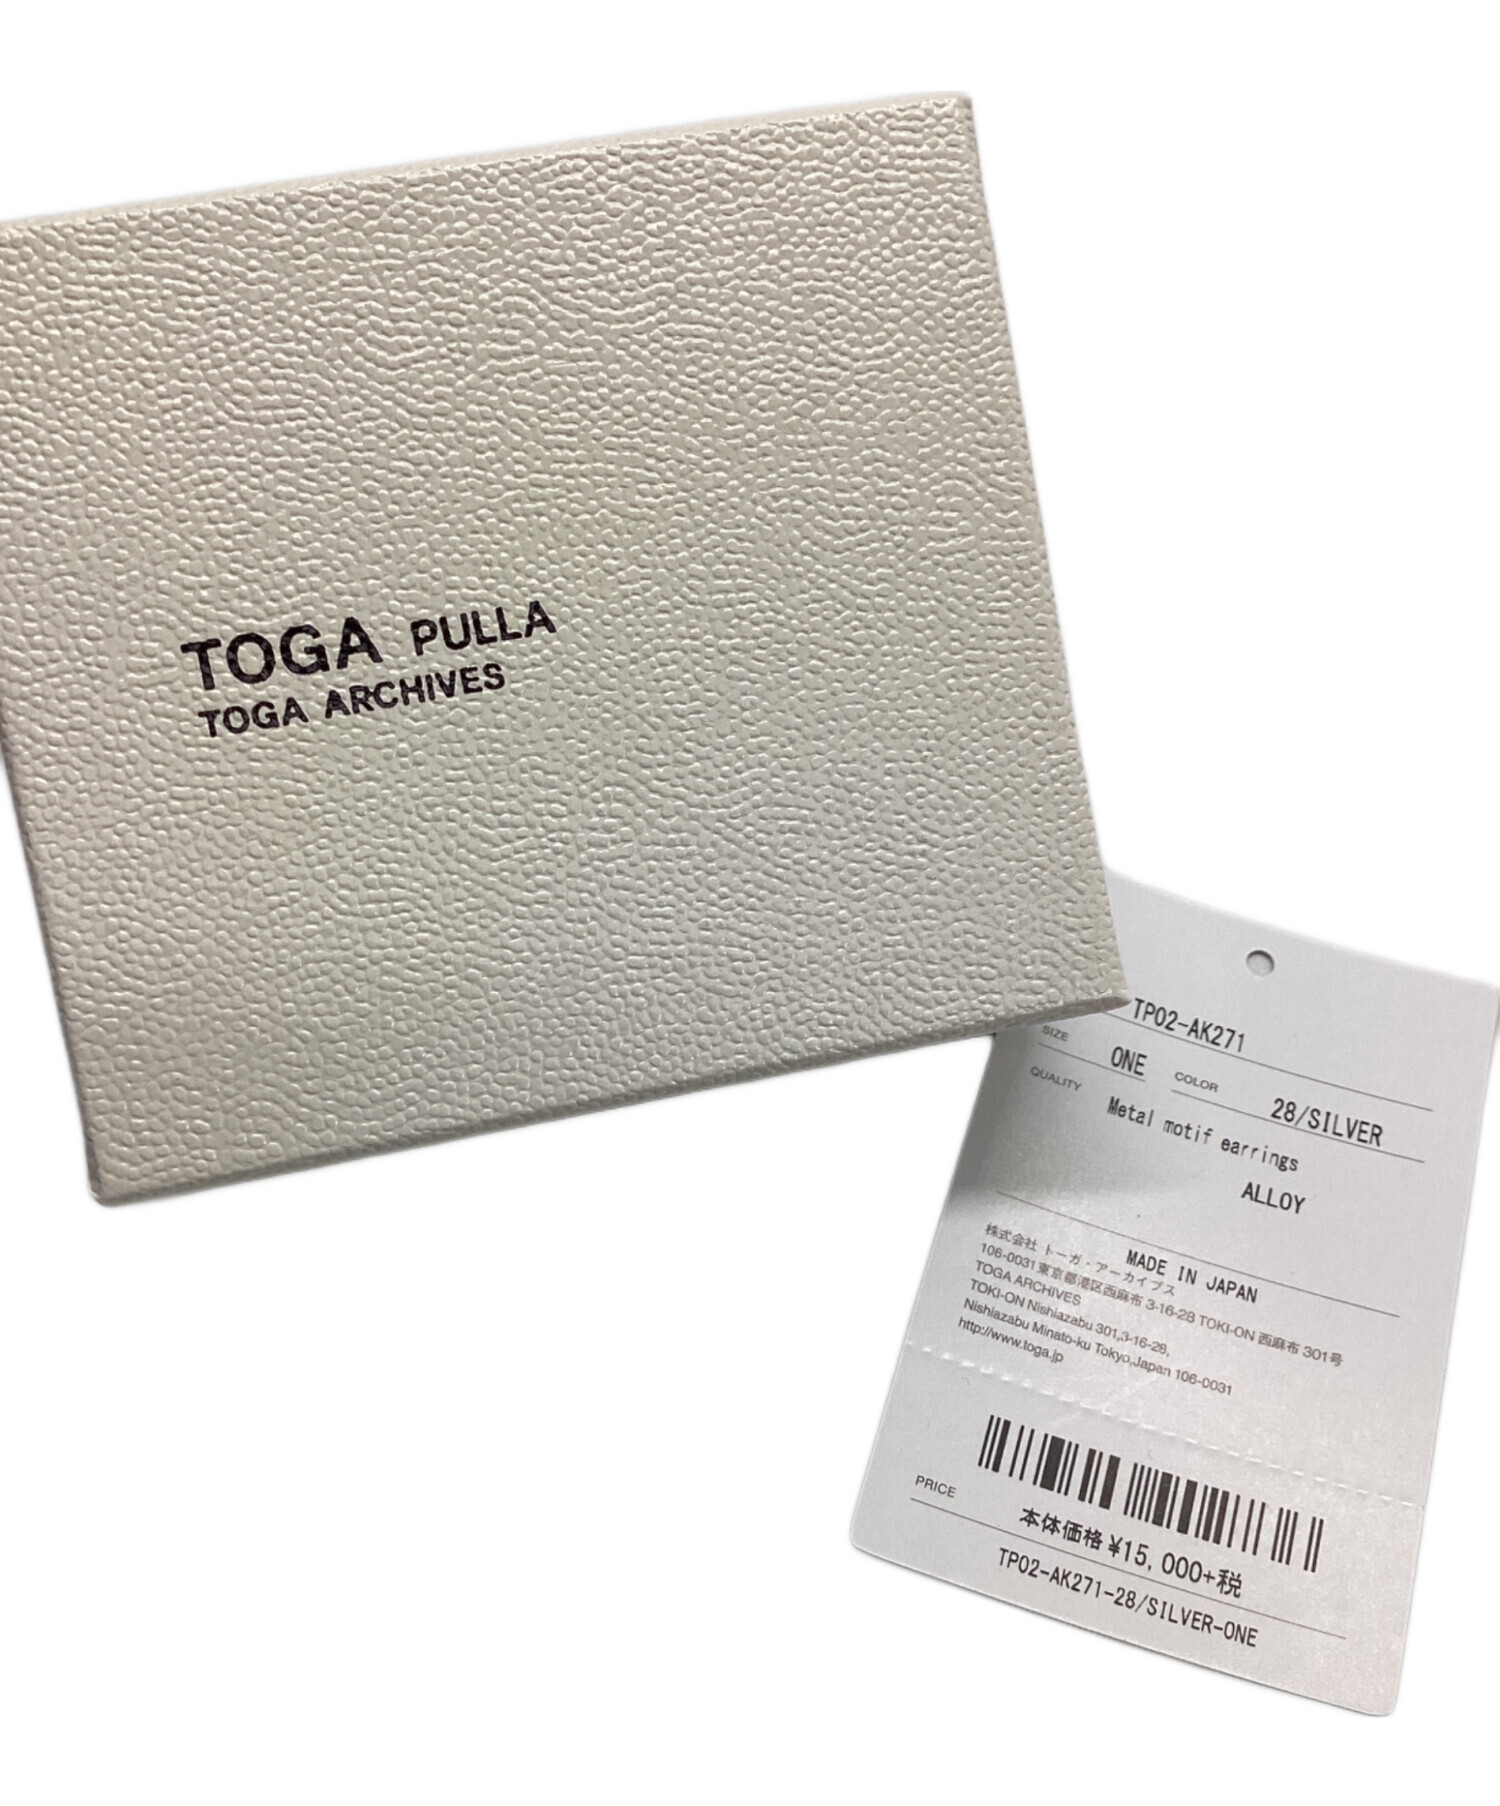 TOGA PULLA
TOGA ARCHIVES
TP02-AK271
SIZE ONE COLOR 28/SILVER
QUALITY Metal motif earrings
ALLOY
MADE IN JAPAN
株式会社 トーガ・アーカイブス
106-0031東京都港区西麻布 3-16-28 TOKI-ON 西麻布 301号
TOGA ARCHIVES
TOKI-ON Nishiazabu 301,3-16-28,
Nishiazabu Minato-ku Tokyo,Japan 106-0031
http://www.toga.jp
PRICE 本体価格 ¥15,000+税
TP02-AK271-28/SILVER-ONE